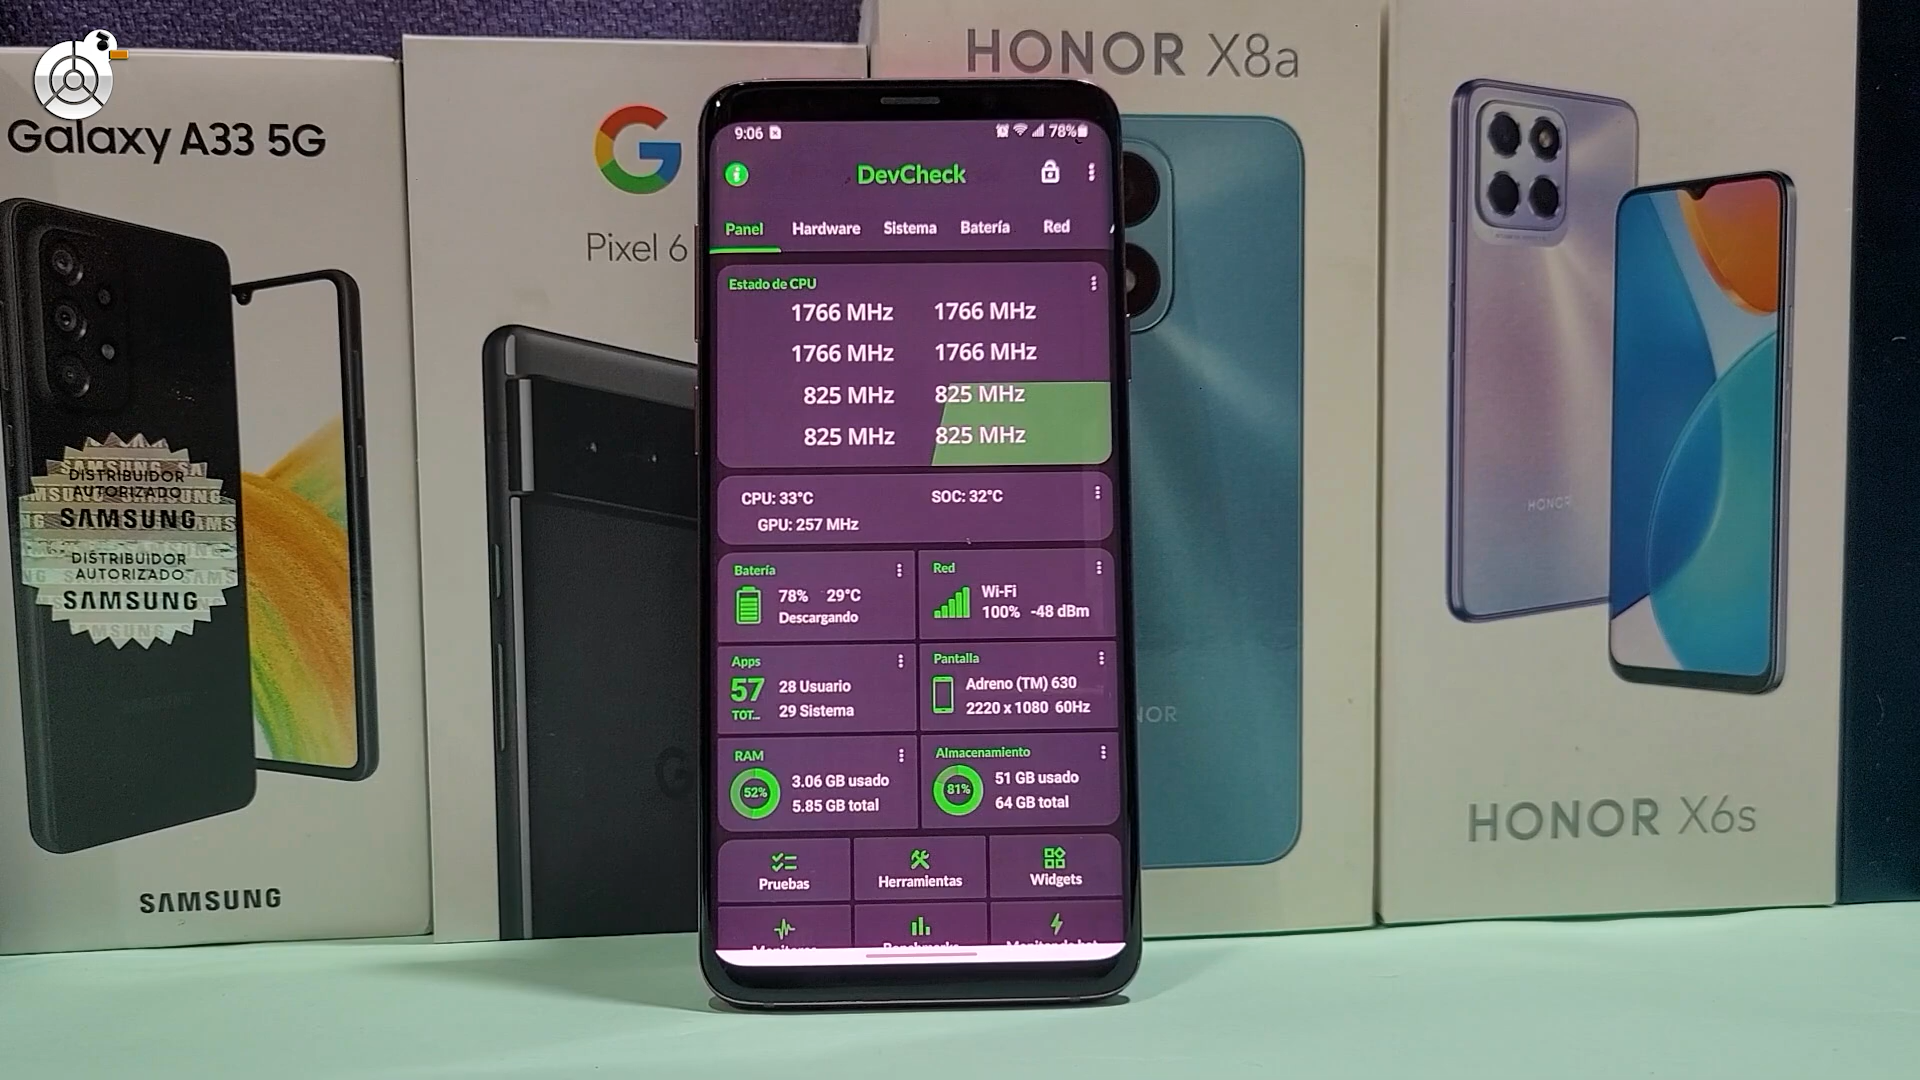 Galaxy A33 5G
DISTRIBUIDOR
AUTORIZADO
SAMSUNG
DISTRIBUIDOR
AUTORIZADO
SAMSUNG
SAMSUNG
SAMSUNG
G
Pixel 6
9:06
78%
DevCheck
Panel
Hardware
Sistema
Batería
Red
Estado de CPU
1766 MHz
1766 MHz
1766 MHz
1766 MHz
825 MHz
825 MHz
825 MHz
825 MHz
CPU: 33°C
SOC: 32°C
GPU: 257 MHz
Batería
78% 29°C
Descargando
Red
Wi-Fi
100% -48 dBm
Apps
57
TOT...
28 Usuario
29 Sistema
Pantalla
Adreno (TM) 630
2220 x 1080 60Hz
RAM
52%
3.06 GB usado
5.85 GB total
Almacenamiento
81%
51 GB usado
64 GB total
Pruebas
Herramientas
Widgets
HONOR X8a
NOR
HONOR
HONOR X6s